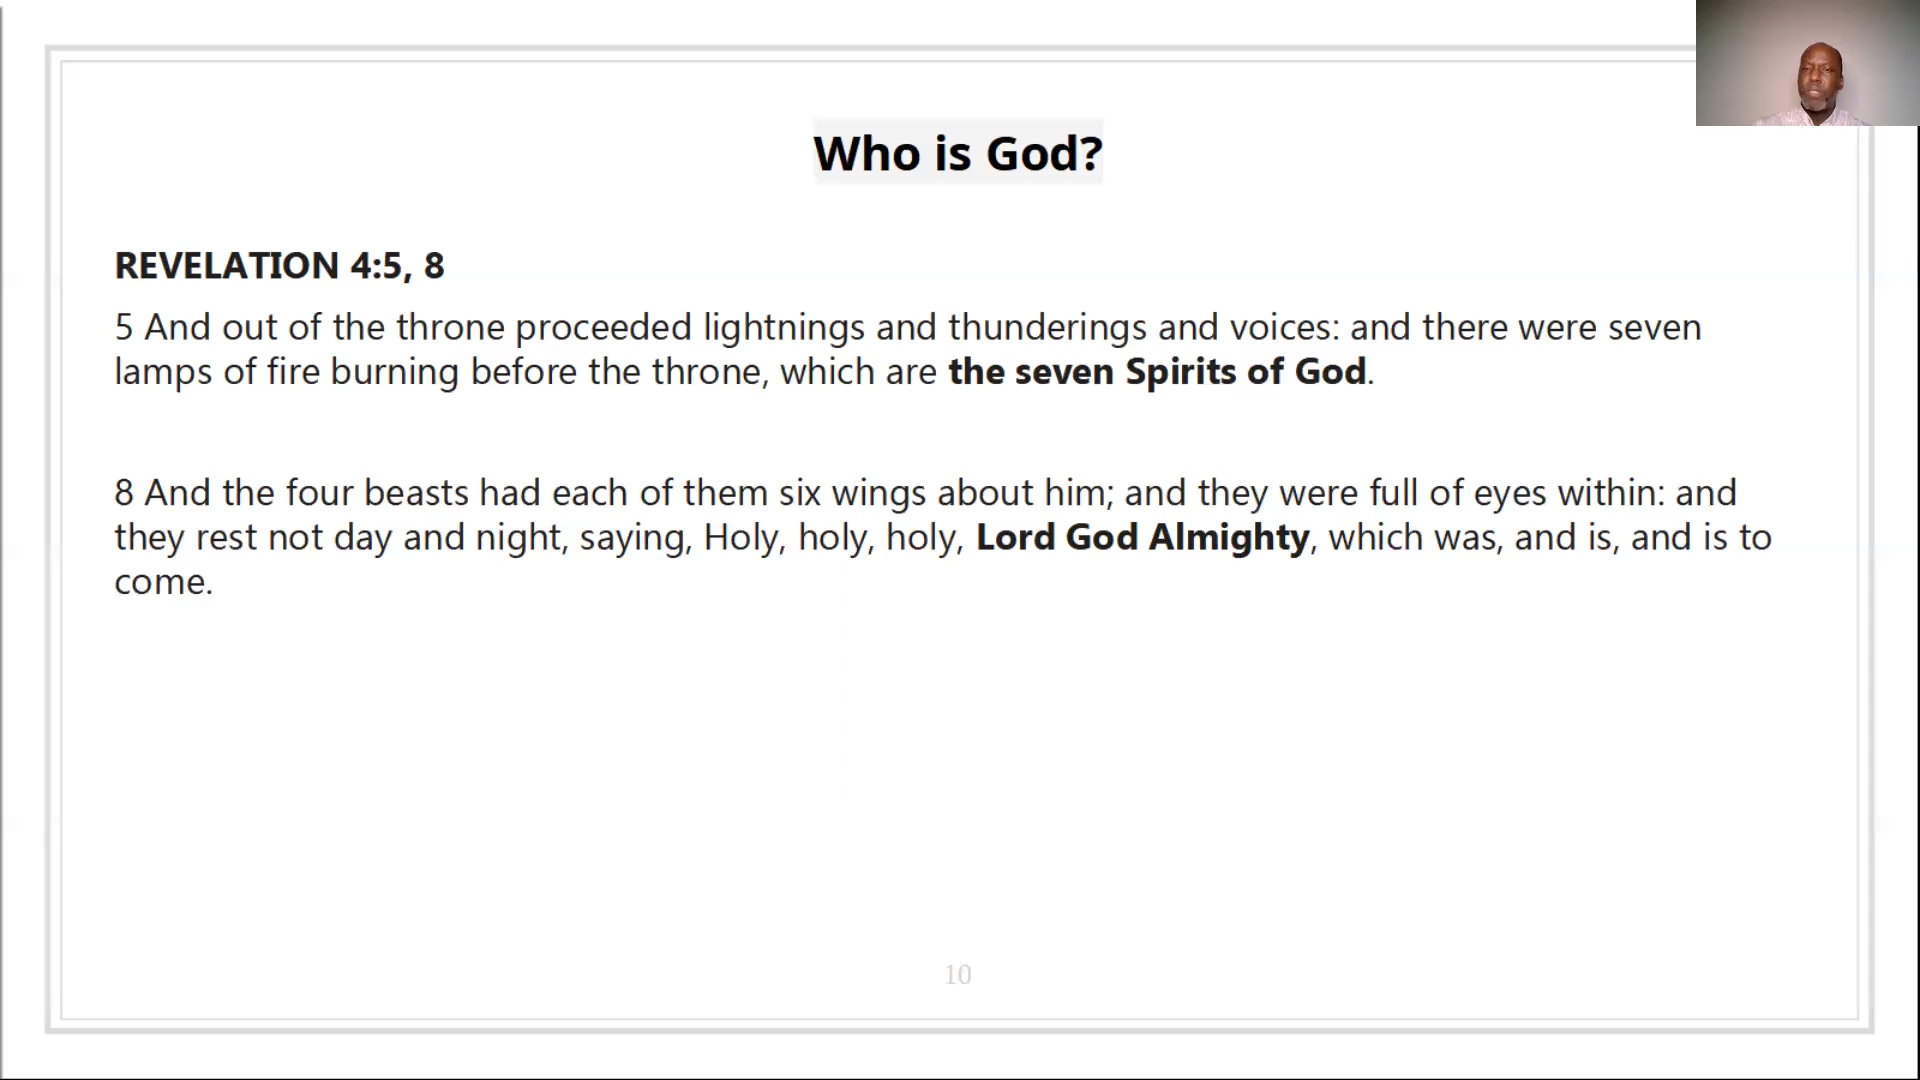 Who is God?
REVELATION 4:5, 8
5 And out of the throne proceeded lightnings and thunderings and voices: and there were seven
lamps of fire burning before the throne, which are the seven Spirits of God.
8 And the four beasts had each of them six wings about him; and they were full of eyes within: and
they rest not day and night, saying, Holy, holy, holy, Lord God Almighty, which was, and is, and is to
come.
10